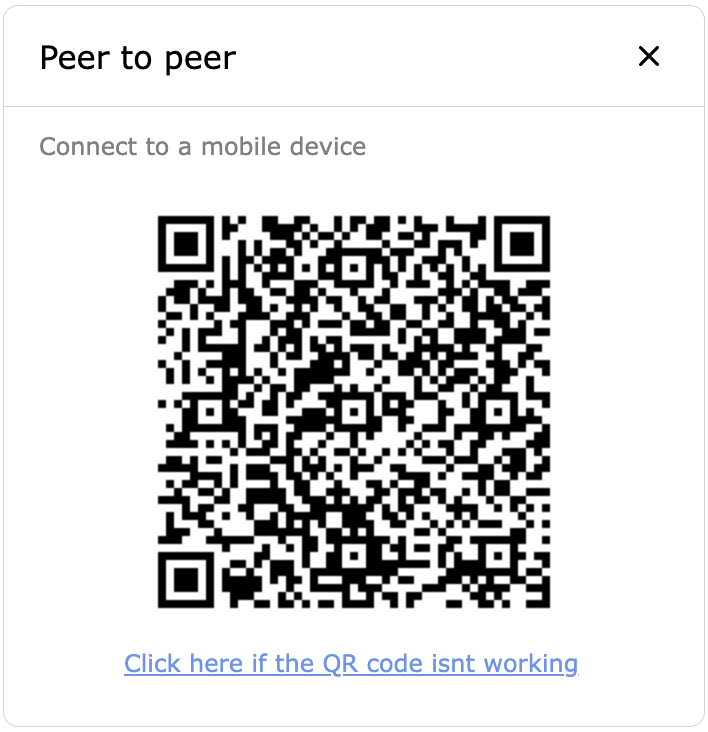 Peer to peer
Connect to a mobile device
Click here if the QR code isnt working